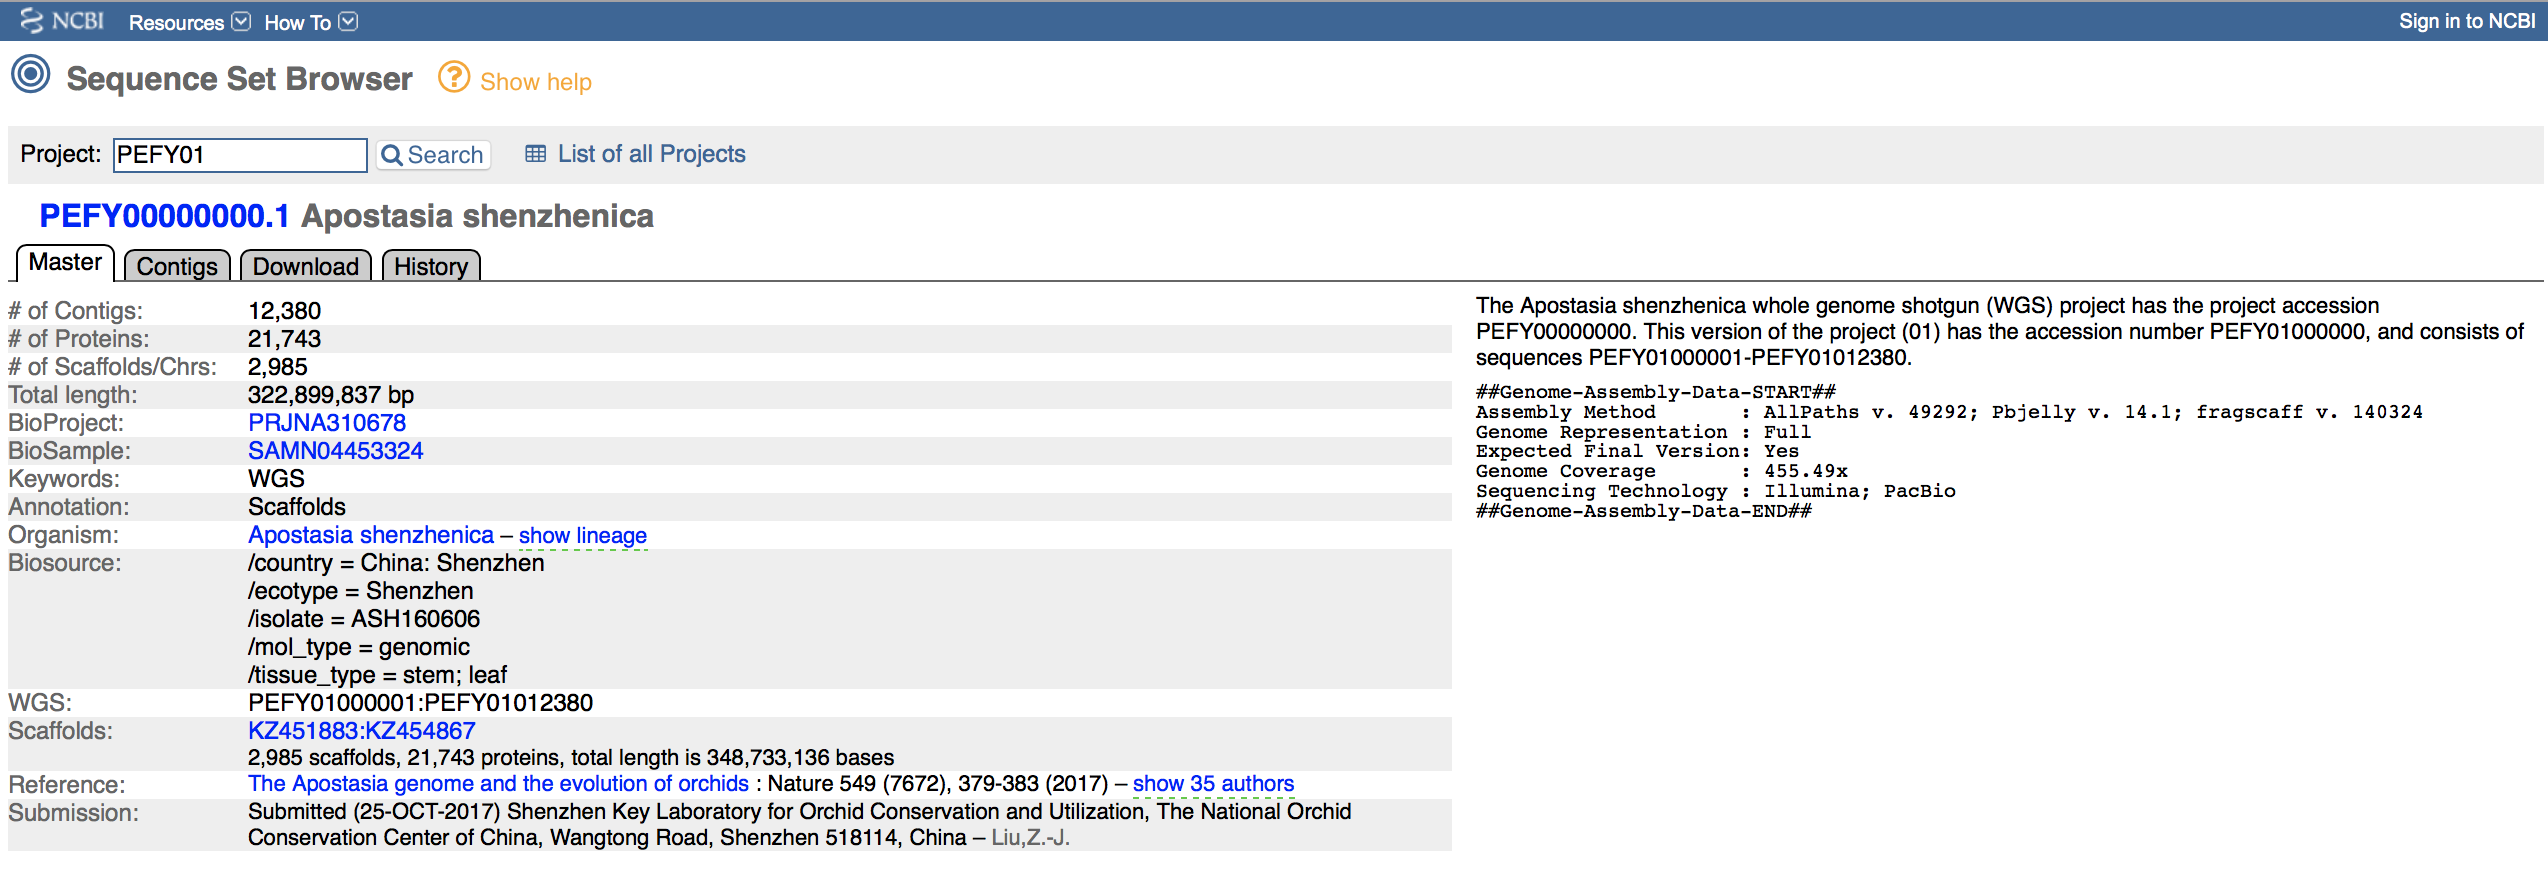 NCBI Resources How To Sign in to NCBI
Sequence Set Browser Show help
Project: PEFY01 Search List of all Projects
PEFY00000000.1 Apostasia shenzhenica
Master Contigs Download History
# of Contigs: 12,380
# of Proteins: 21,743
# of Scaffolds/Chrs: 2,985
Total length: 322,899,837 bp
BioProject: PRJNA310678
BioSample: SAMN04453324
Keywords: WGS
Annotation: Scaffolds
Organism: Apostasia shenzhenica – show lineage
Biosource: /country = China: Shenzhen
/ecotype = Shenzhen
/isolate = ASH160606
/mol_type = genomic
/tissue_type = stem; leaf
WGS: PEFY01000001:PEFY01012380
Scaffolds: KZ451883:KZ454867
2,985 scaffolds, 21,743 proteins, total length is 348,733,136 bases
Reference: The Apostasia genome and the evolution of orchids : Nature 549 (7672), 379-383 (2017) – show 35 authors
Submission: Submitted (25-OCT-2017) Shenzhen Key Laboratory for Orchid Conservation and Utilization, The National Orchid
Conservation Center of China, Wangtong Road, Shenzhen 518114, China – Liu,Z.-J.
The Apostasia shenzhenica whole genome shotgun (WGS) project has the project accession
PEFY00000000. This version of the project (01) has the accession number PEFY01000000, and consists of
sequences PEFY01000001-PEFY01012380.
##Genome-Assembly-Data-START##
Assembly Method : AllPaths v. 49292; Pbjelly v. 14.1; fragscaff v. 140324
Genome Representation : Full
Expected Final Version: Yes
Genome Coverage : 455.49x
Sequencing Technology : Illumina; PacBio
##Genome-Assembly-Data-END##